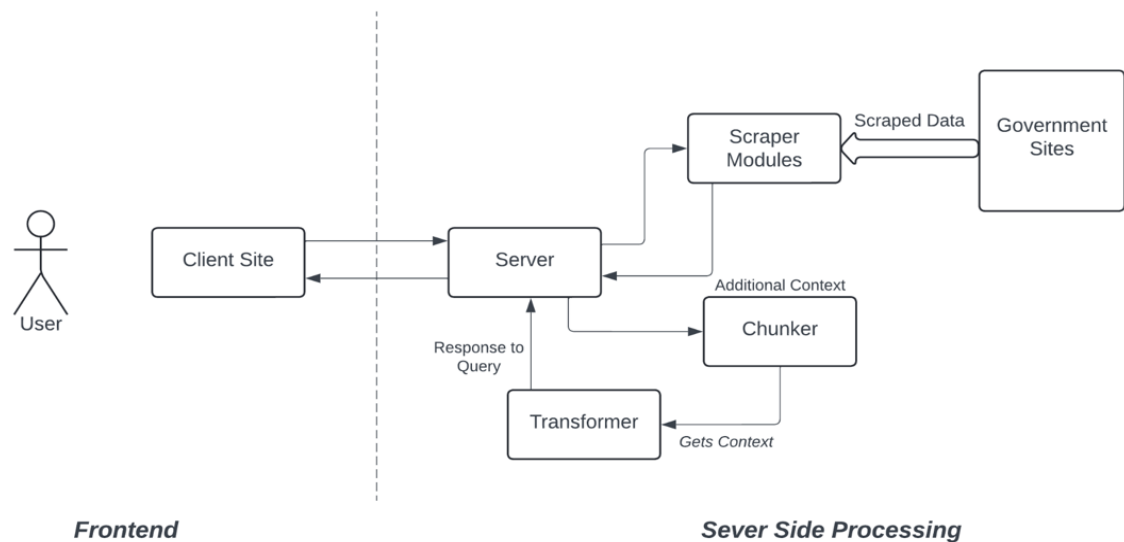 Scraped Data
Government
Sites
Scraper
Modules
Client Site
Server
Additional Context
User
Chunker
Response to
Query
Transformer
Gets Context
Frontend
Sever Side Processing